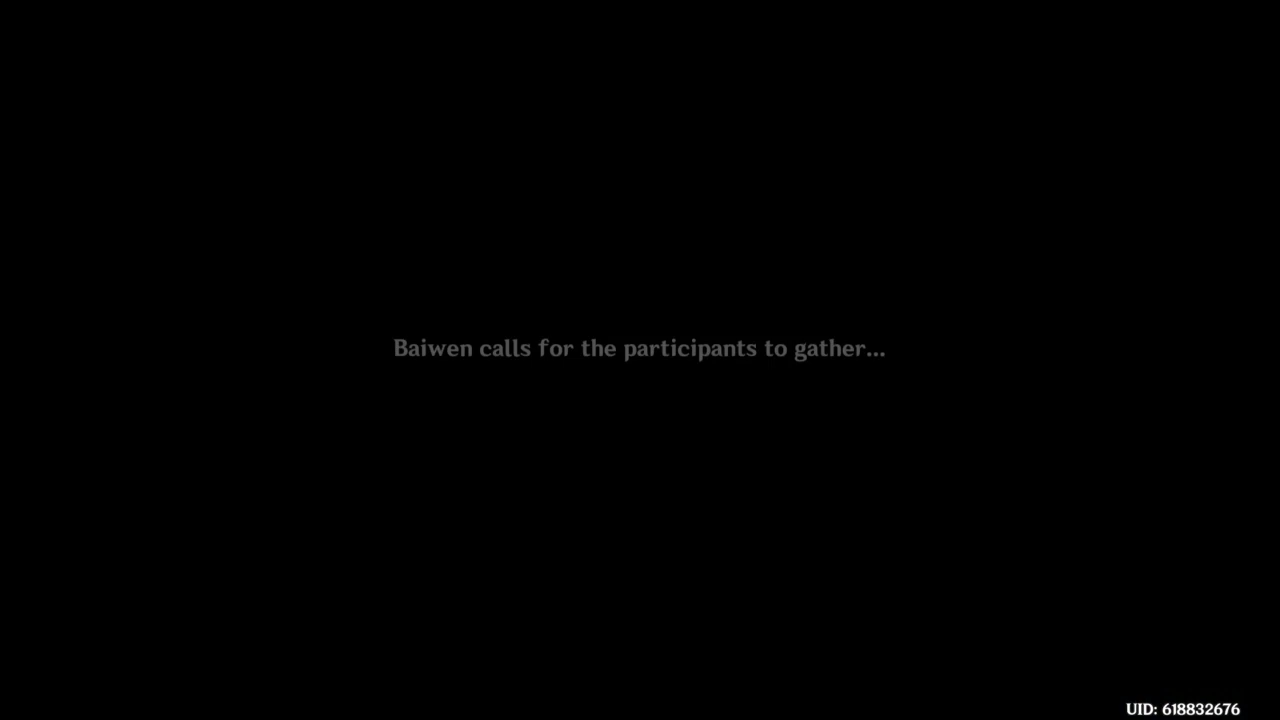 Baiwen calls for the participants to gather...
UID: 618832676